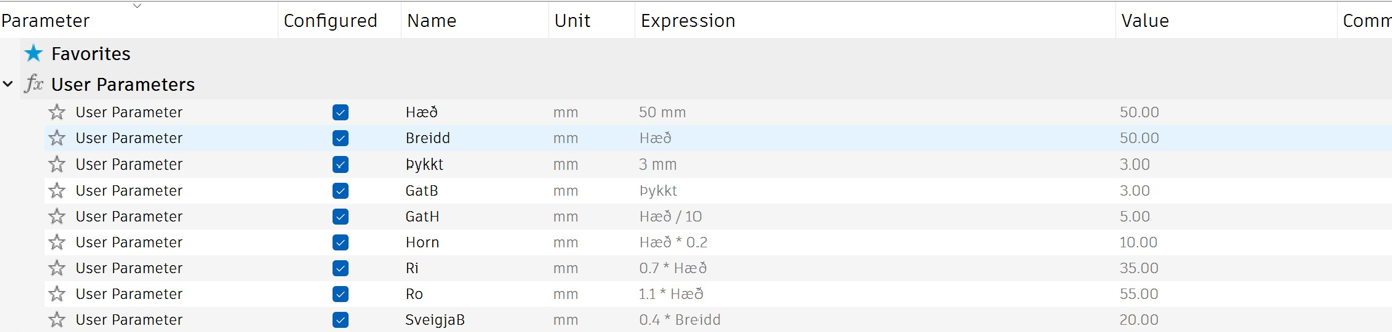 Parameter Configured Name Unit Expression Value Comm
Favorites
fx User Parameters
User Parameter Hæð mm 50 mm 50.00
User Parameter Breidd mm Hæð 50.00
User Parameter Þykkt mm 3 mm 3.00
User Parameter GatB mm Þykkt 3.00
User Parameter GatH mm Hæð / 10 5.00
User Parameter Horn mm Hæð * 0.2 10.00
User Parameter Ri mm 0.7 * Hæð 35.00
User Parameter Ro mm 1.1 * Hæð 55.00
User Parameter SveigjaB mm 0.4 * Breidd 20.00